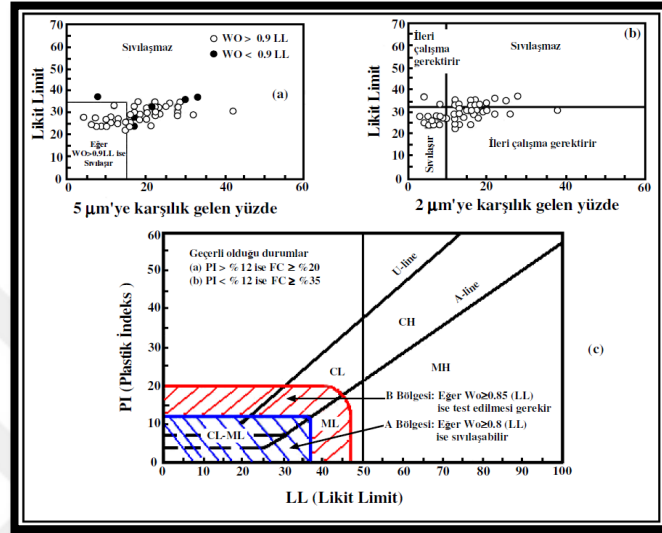 70
60
50
40
30
20
10
0
Likit Limit
Sıvılaşmaz
WO > 0.9 LL
WO < 0.9 LL
(a)
Eğer
WO>0.9LL ise
Sıvılaşır
0
20
40
60
5 µm'ye karşılık gelen yüzde
70
60
50
40
30
20
10
0
Likit Limit
İleri
çalışma
gerektirir
Sıvılaşmaz
(b)
Sıvılaşır
İleri çalışma gerektirir
0
20
40
60
2 µm'ye karşılık gelen yüzde
60
50
40
30
20
10
0
PI (Plastik indeks)
Geçerli olduğu durumlar
(a) PI > %12 ise FC ≥ %20
(b) PI < %12 ise FC ≥ %35
U-line
A-line
(c)
CH
CL
MH
B Bölgesi: Eğer Wo≥0.85 (LL)
ise test edilmesi gerekir
ML
CL-ML
A Bölgesi: Eğer Wo≥0.8 (LL)
ise sıvılaşabilir
0
10
20
30
40
50
60
70
80
90
100
LL (Likit Limit)